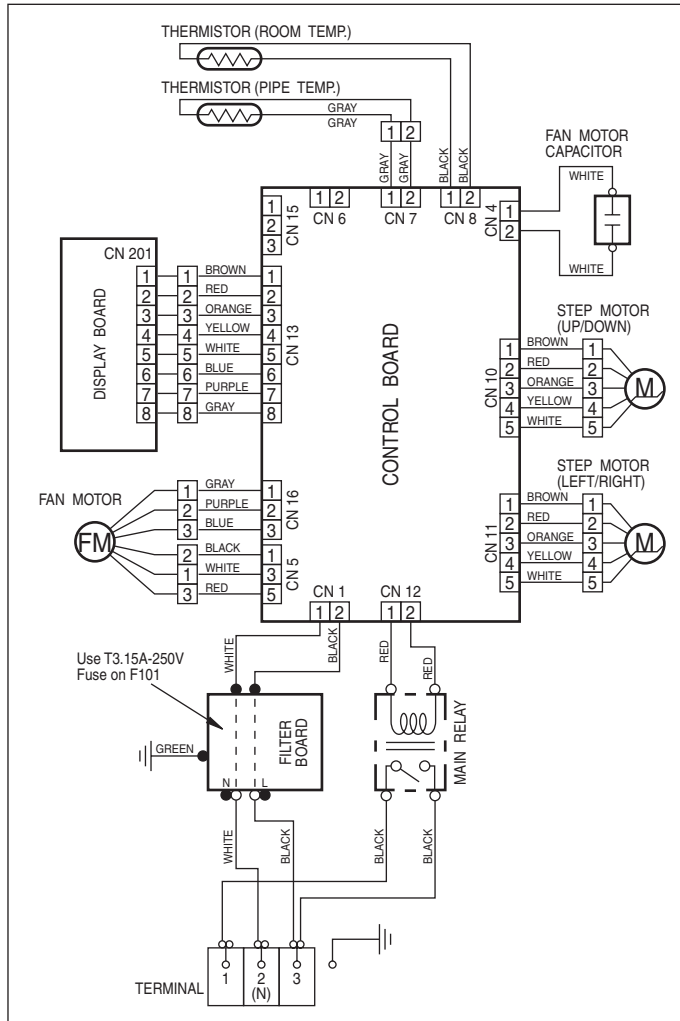 THERMISTOR (ROOM TEMP.)
THERMISTOR (PIPE TEMP.)
GRAY
GRAY
1 2
GRAY
GRAY
BLACK
BLACK
FAN MOTOR
CAPACITOR
WHITE
WHITE
1 2
CN 6
1 2
CN 7
1 2
CN 8
CN 4
1
2
CN 15
1
2
3
DISPLAY BOARD
CN 201
1 1 BROWN 1
2 2 RED 2
3 3 ORANGE 3
4 4 YELLOW 4
5 5 WHITE 5
6 6 BLUE 6
7 7 PURPLE 7
8 8 GRAY 8
CN 13
CONTROL BOARD
STEP MOTOR
(UP/DOWN)
CN 10
1 BROWN 1
2 RED 2
3 ORANGE 3
4 YELLOW 4
5 WHITE 5
M
STEP MOTOR
(LEFT/RIGHT)
CN 11
1 BROWN 1
2 RED 2
3 ORANGE 3
4 YELLOW 4
5 WHITE 5
M
FAN MOTOR
FM
1 GRAY 1
2 PURPLE 2
3 BLUE 3
CN 16
2 BLACK 1
1 WHITE 3
3 RED 5
CN 5
CN 1
1 2
CN 12
1 2
WHITE
BLACK
RED
RED
Use T3.15A-250V
Fuse on F101
GREEN
FILTER
BOARD
N L
MAIN RELAY
WHITE
BLACK
BLACK
BLACK
TERMINAL
1 2 3
(N)